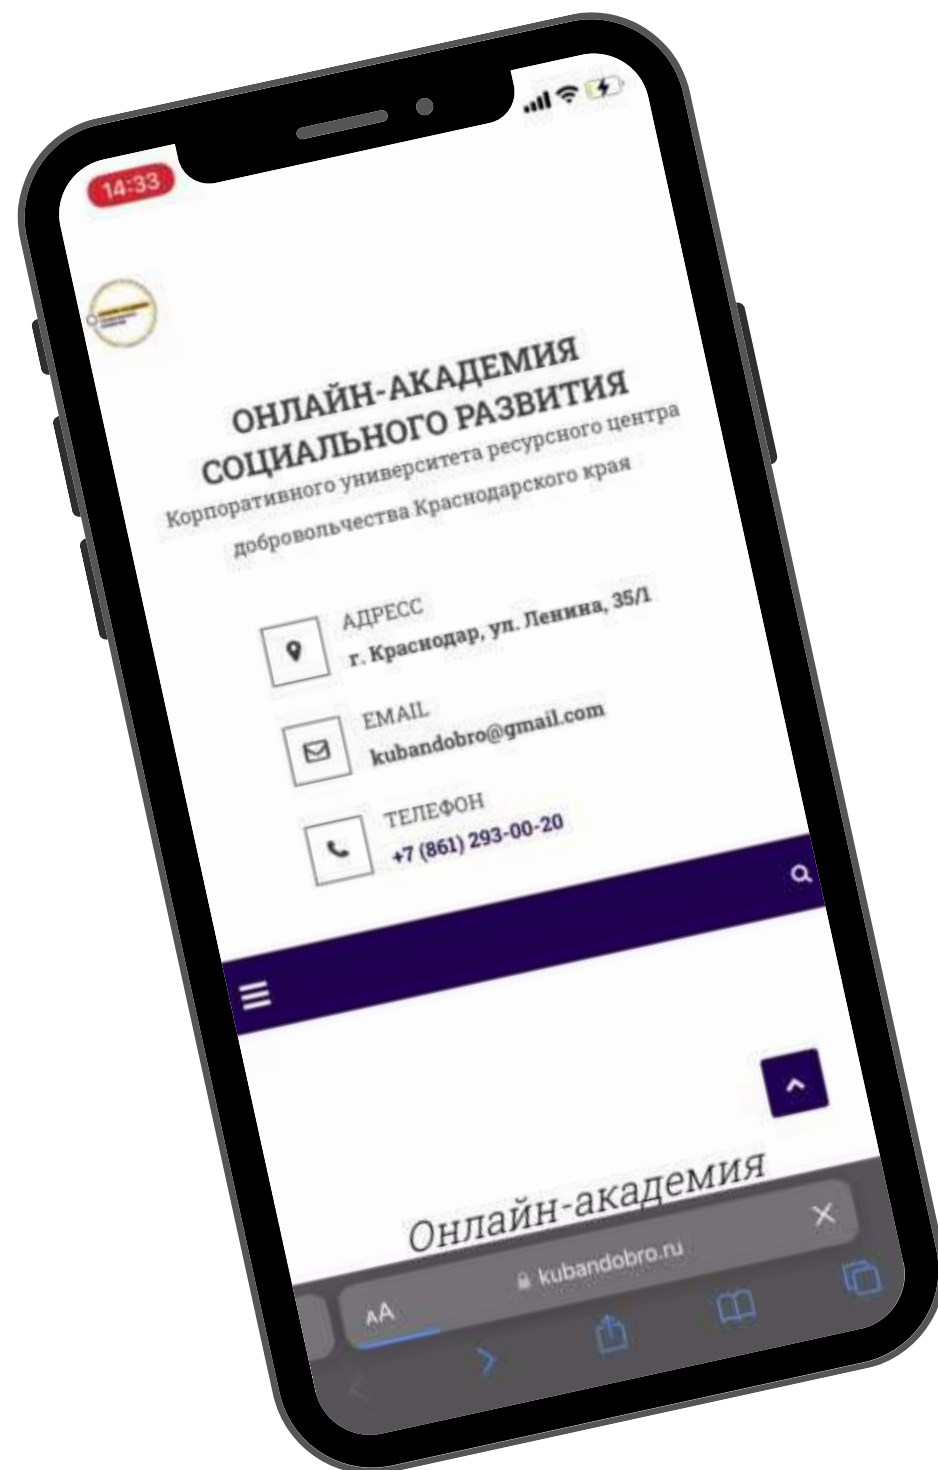 14:33
ОНЛАЙН-АКАДЕМИЯ
СОЦИАЛЬНОГО РАЗВИТИЯ
Корпоративного университета ресурсного центра
добровольчества Краснодарского края
АДРЕСС
г. Краснодар, ул. Ленина, 35/1
EMAIL
kubandobro@gmail.com
ТЕЛЕФОН
+7 (861) 293-00-20
Онлайн-академия
AA
kubandobro.ru